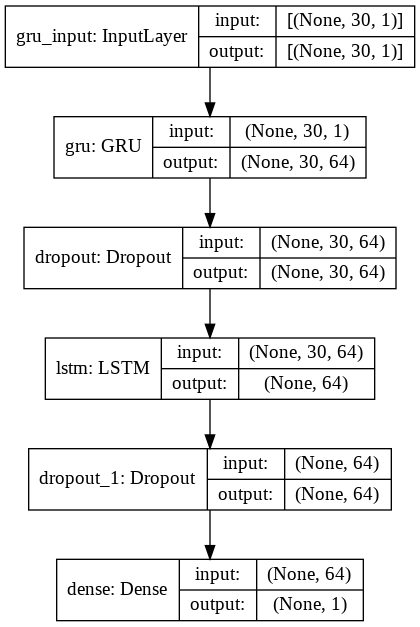 gru_input: InputLayer
input: [(None, 30, 1)]
output: [(None, 30, 1)]
gru: GRU
input: (None, 30, 1)
output: (None, 30, 64)
dropout: Dropout
input: (None, 30, 64)
output: (None, 30, 64)
lstm: LSTM
input: (None, 30, 64)
output: (None, 64)
dropout_1: Dropout
input: (None, 64)
output: (None, 64)
dense: Dense
input: (None, 64)
output: (None, 1)